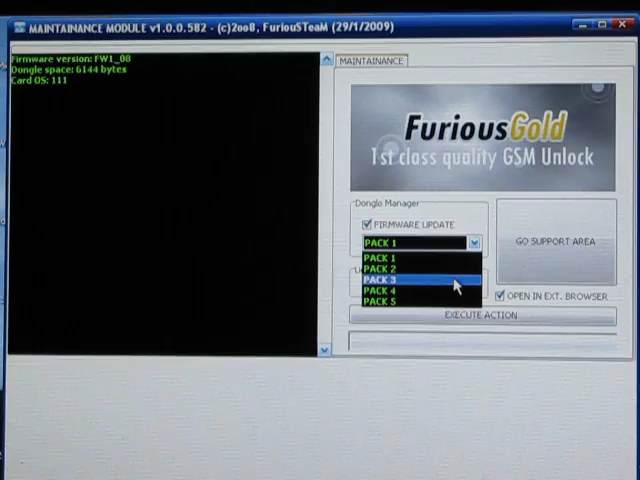 MAINTAINANCE MODULE v1.0.0.582 - (c)2oo8, FuriouSTeaM (29/1/2009)
Firmware version: FW1_08
Dongle space: 6144 bytes
Card OS: 111
MAINTAINANCE
FuriousGold
1st class quality GSM Unlock
Dongle Manager
FIRMWARE UPDATE
PACK 1
PACK 1
PACK 2
PACK 3
PACK 4
PACK 5
GO SUPPORT AREA
OPEN IN EXT. BROWSER
EXECUTE ACTION